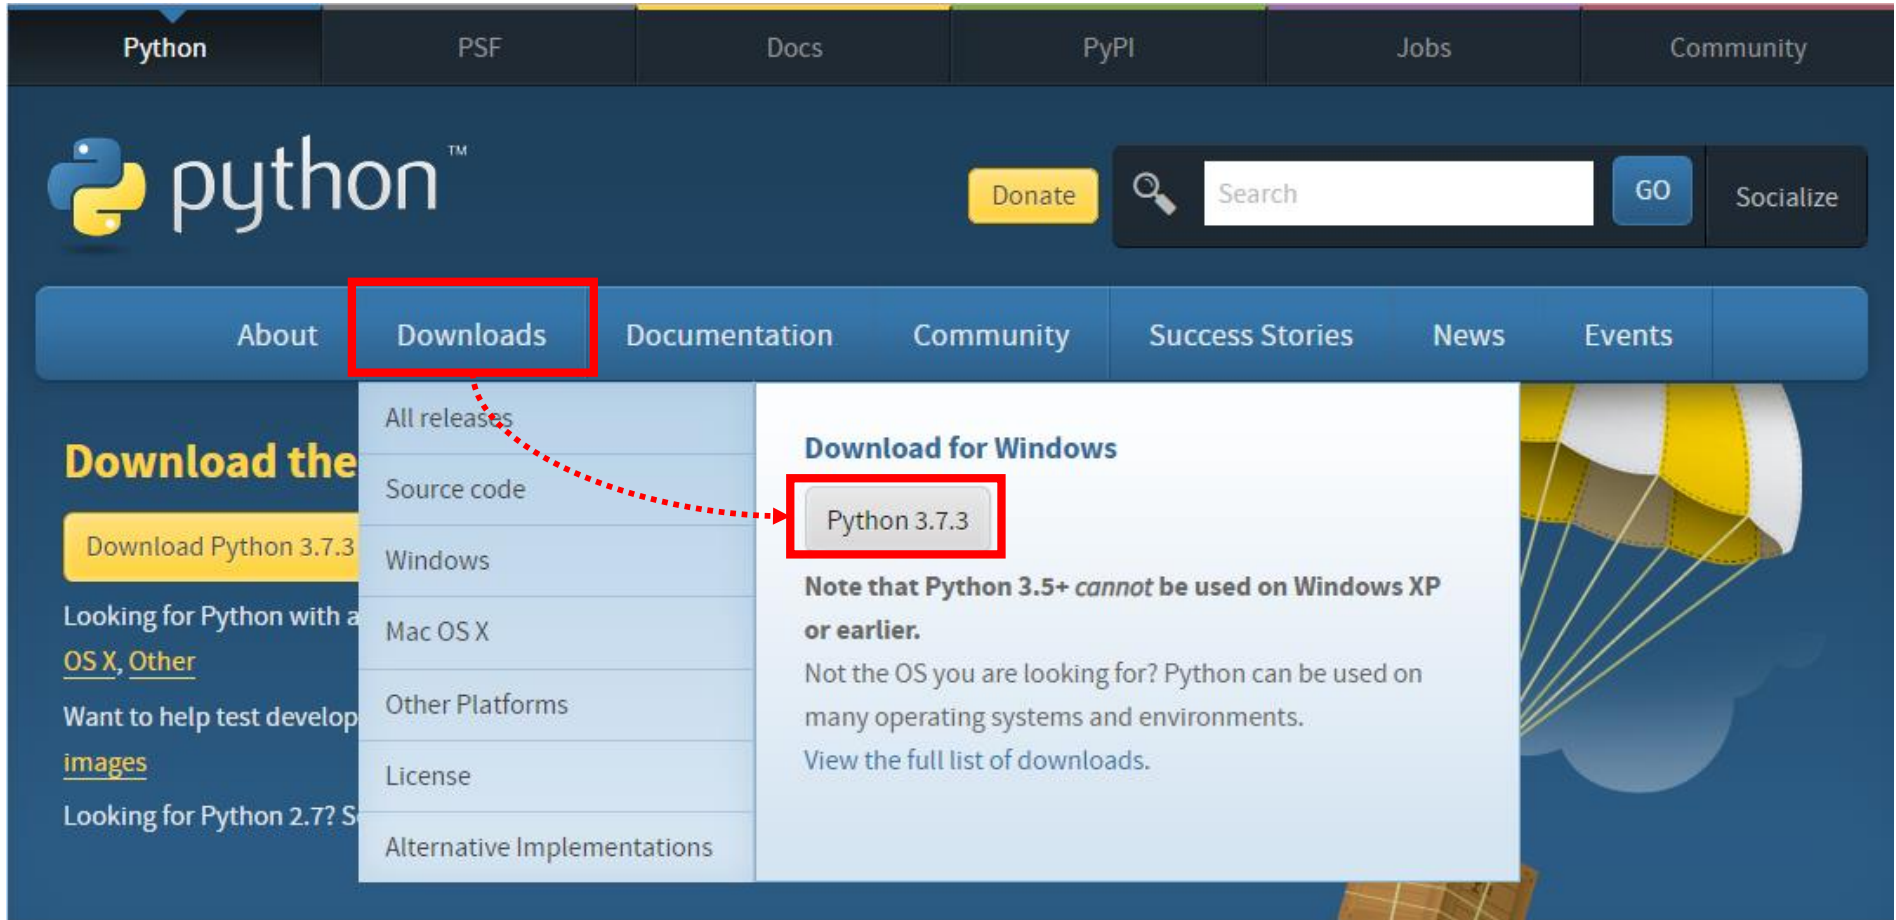 Python PSF Docs PyPI Jobs Community
python™
Donate Search GO Socialize
About Downloads Documentation Community Success Stories News Events
Download the
Download Python 3.7.3
Looking for Python with a
OS X, Other
Want to help test develop
images
Looking for Python 2.7? S
All releases
Source code
Windows
Mac OS X
Other Platforms
License
Alternative Implementations
Download for Windows
Python 3.7.3
Note that Python 3.5+ cannot be used on Windows XP
or earlier.
Not the OS you are looking for? Python can be used on
many operating systems and environments.
View the full list of downloads.